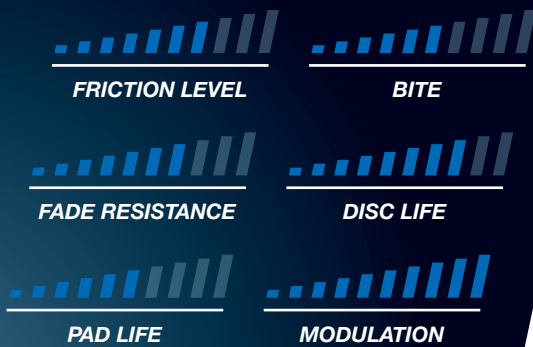 FRICTION LEVEL
BITE
FADE RESISTANCE
DISC LIFE
PAD LIFE
MODULATION